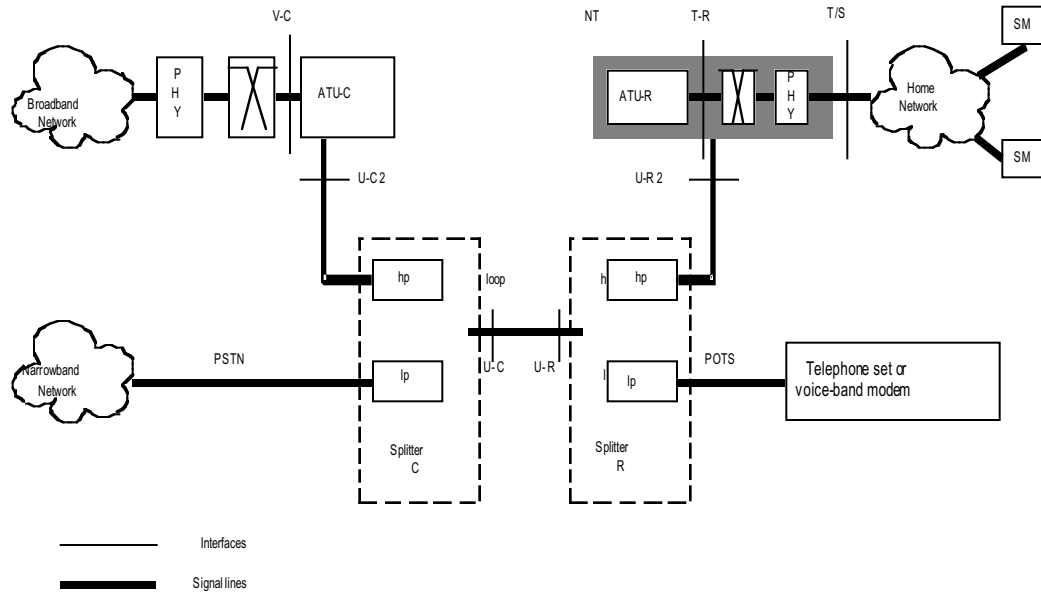 V-C
NT
T-R
T/S
SM
P
H
Y
ATU-C
ATU-R
P
H
Y
Broadband
Network
Home
Network
SM
U-C 2
U-R 2
hp
loop
h
hp
PSTN
U-C
U-R
l
lp
lp
POTS
Narrowband
Network
Telephone set or
voice-band modem
Splitter
C
Splitter
R
Interfaces
Signal lines